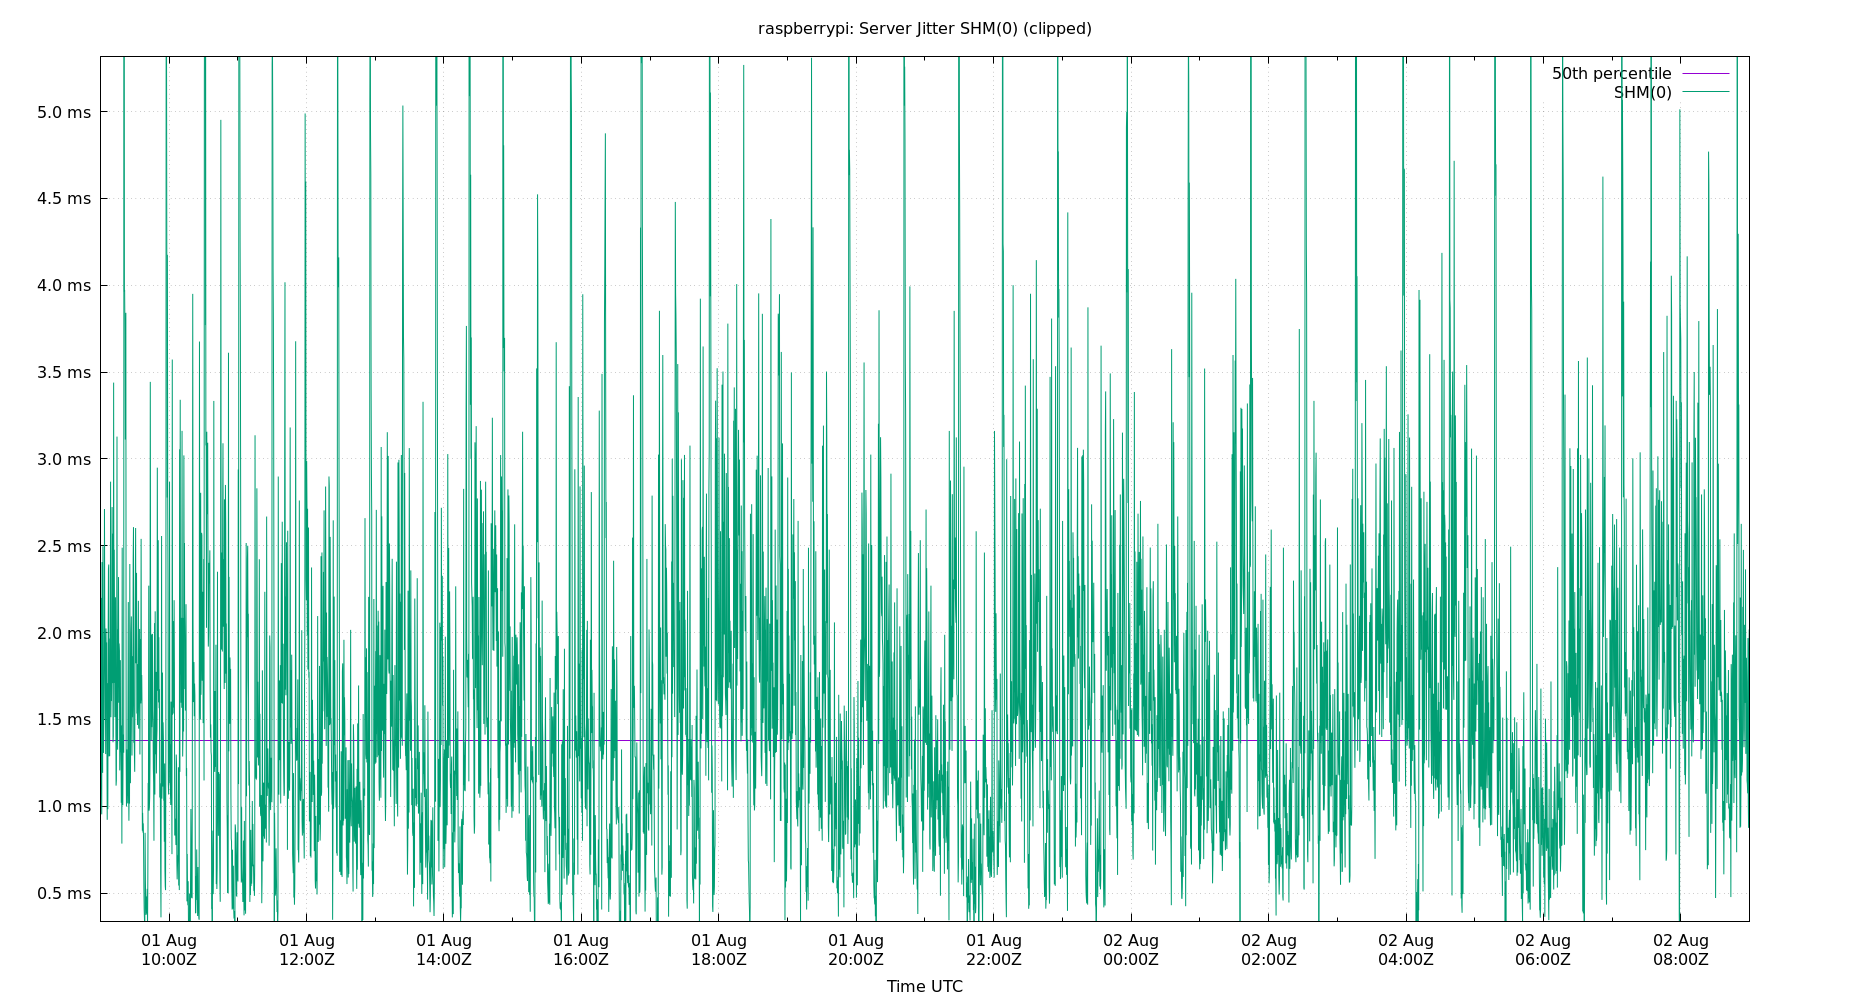 raspberrypi: Server Jitter SHM(0) (clipped)
50th percentile
SHM(0)
5.0 ms
4.5 ms
4.0 ms
3.5 ms
3.0 ms
2.5 ms
2.0 ms
1.5 ms
1.0 ms
0.5 ms
01 Aug 01 Aug 01 Aug 01 Aug 01 Aug 01 Aug 01 Aug 02 Aug 02 Aug 02 Aug 02 Aug 02 Aug
10:00Z 12:00Z 14:00Z 16:00Z 18:00Z 20:00Z 22:00Z 00:00Z 02:00Z 04:00Z 06:00Z 08:00Z
Time UTC